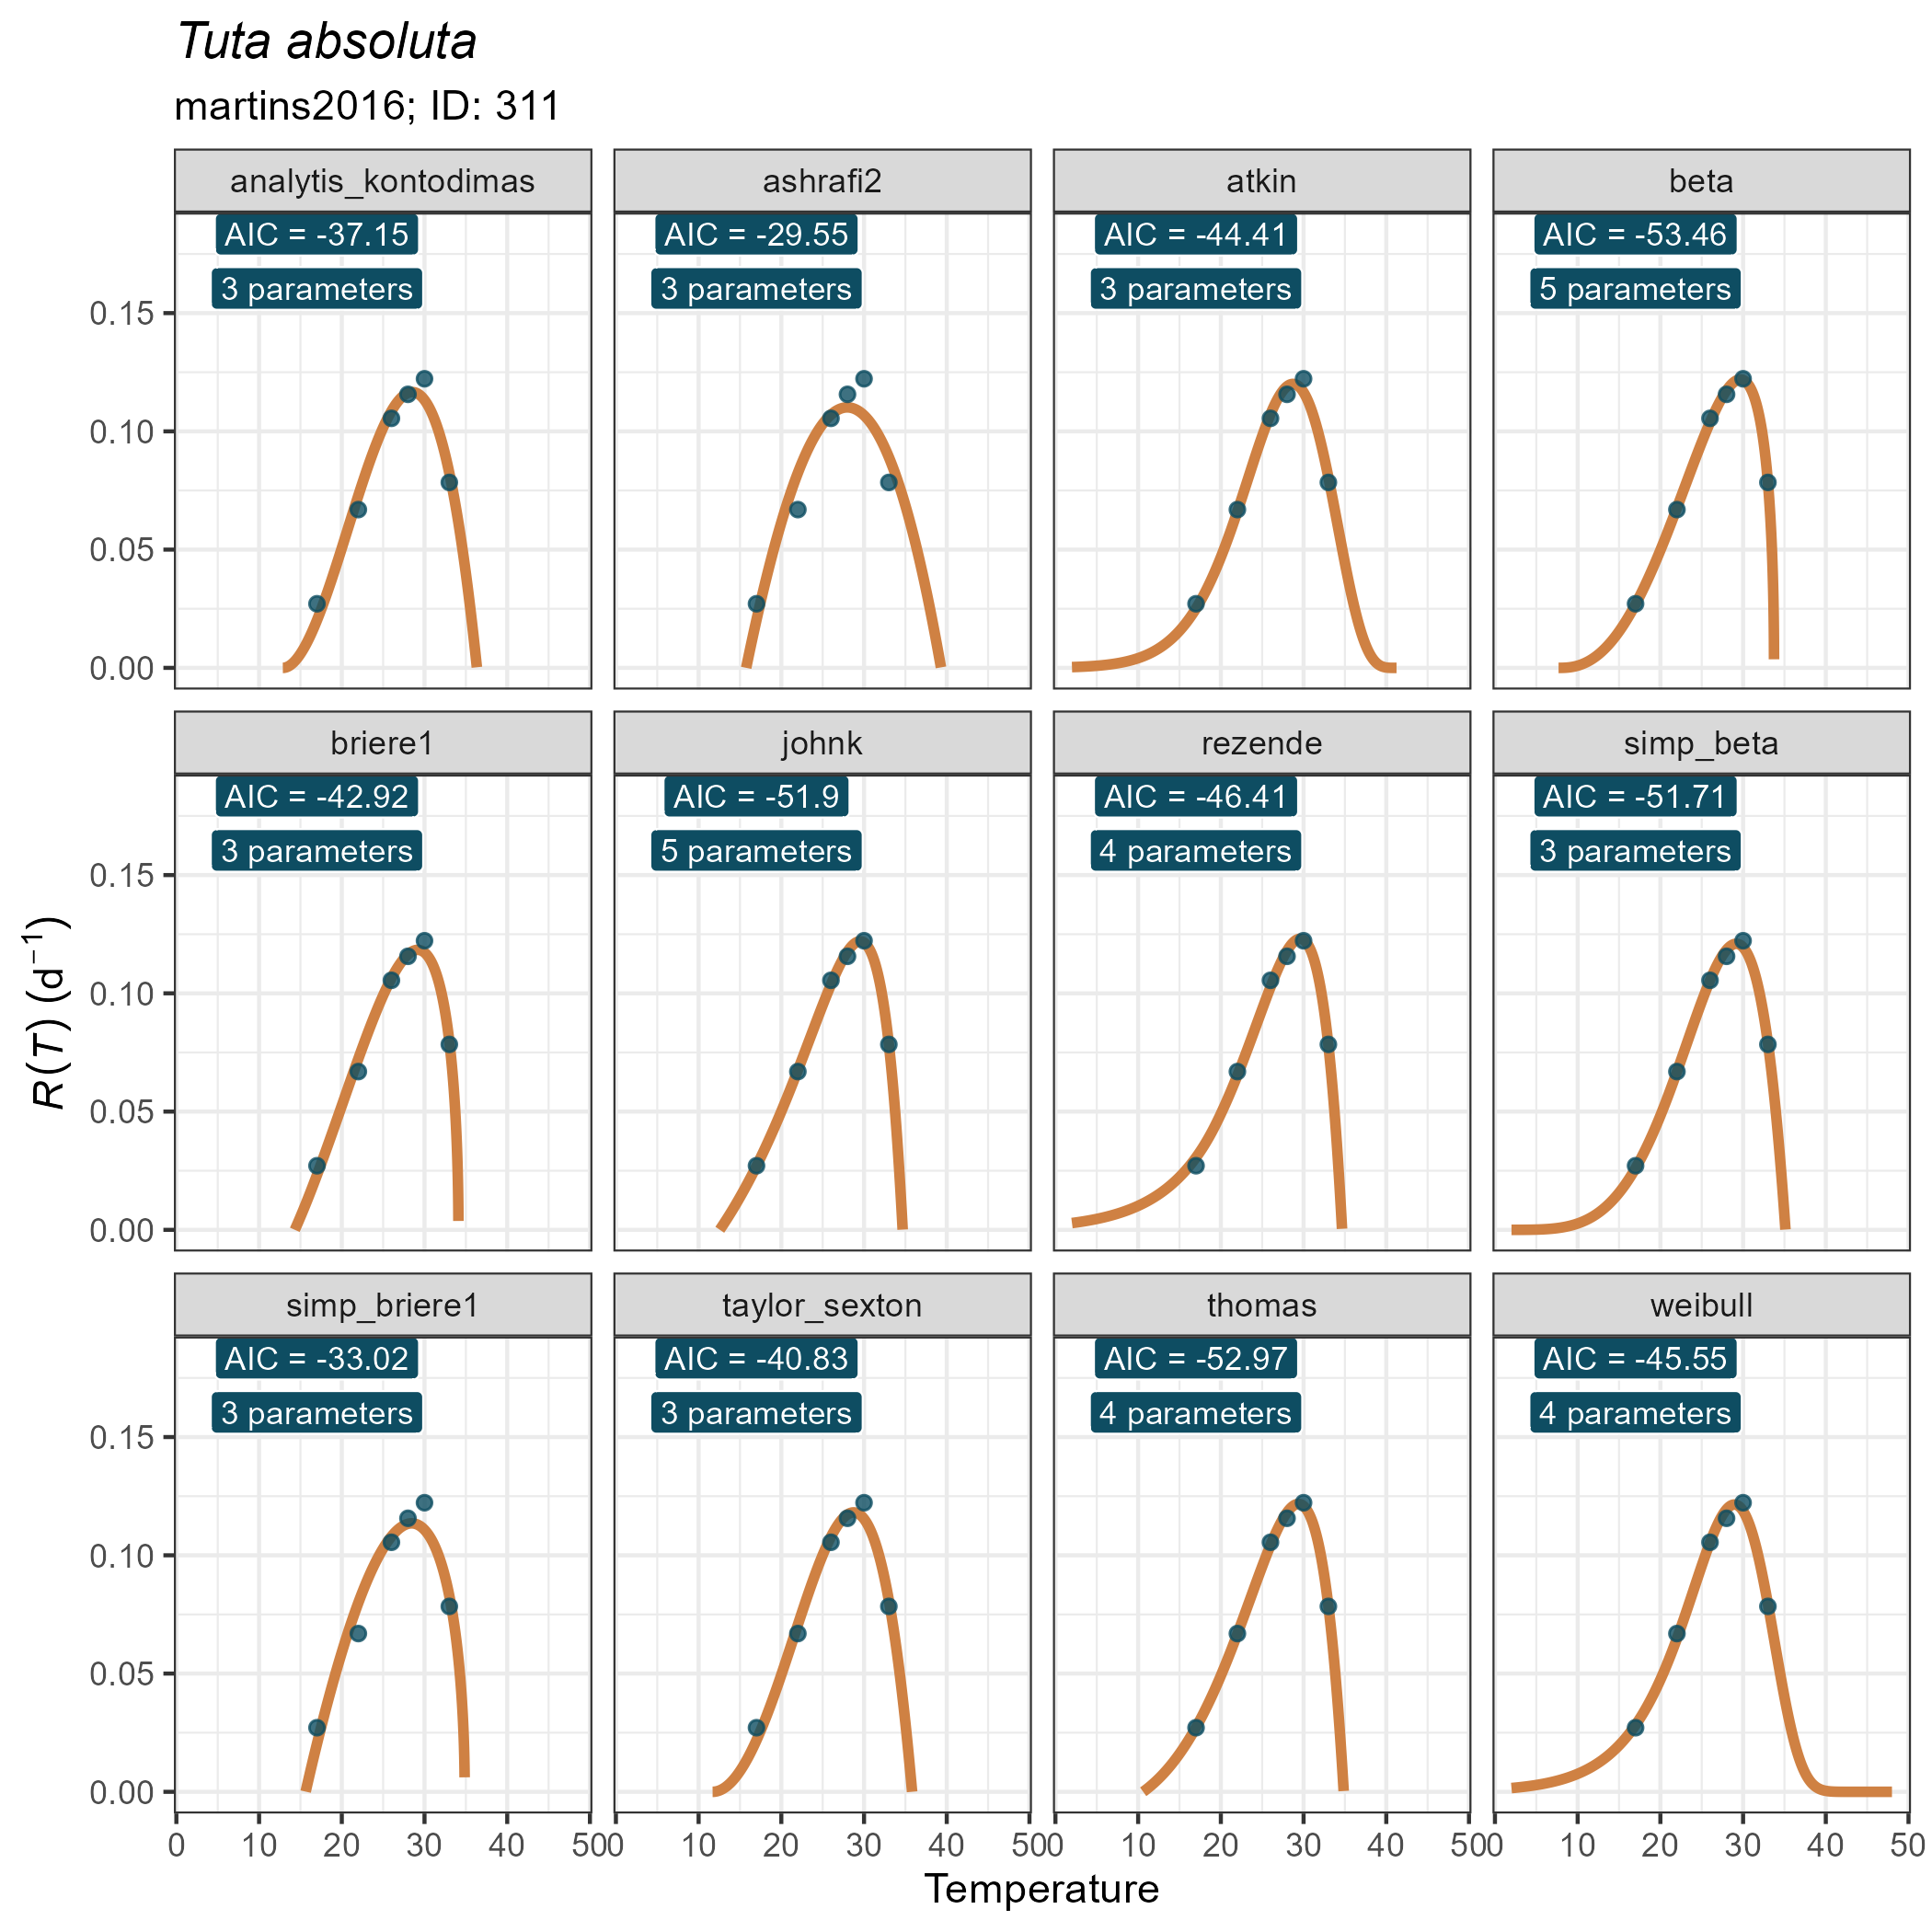 Tuta absoluta
martins2016; ID: 311
analytis_kontodimas
ashrafi2
atkin
beta
AIC = -37.15
3 parameters
AIC = -29.55
3 parameters
AIC = -44.41
3 parameters
AIC = -53.46
5 parameters
0.15
0.10
0.05
0.00
briere1
johnk
rezende
simp_beta
AIC = -42.92
3 parameters
AIC = -51.9
5 parameters
AIC = -46.41
4 parameters
AIC = -51.71
3 parameters
0.15
0.10
0.05
0.00
R(T) (d⁻¹)
simp_briere1
taylor_sexton
thomas
weibull
AIC = -33.02
3 parameters
AIC = -40.83
3 parameters
AIC = -52.97
4 parameters
AIC = -45.55
4 parameters
0.15
0.10
0.05
0.00
0 10 20 30 40 50
0 10 20 30 40 50
0 10 20 30 40 50
0 10 20 30 40 50
Temperature